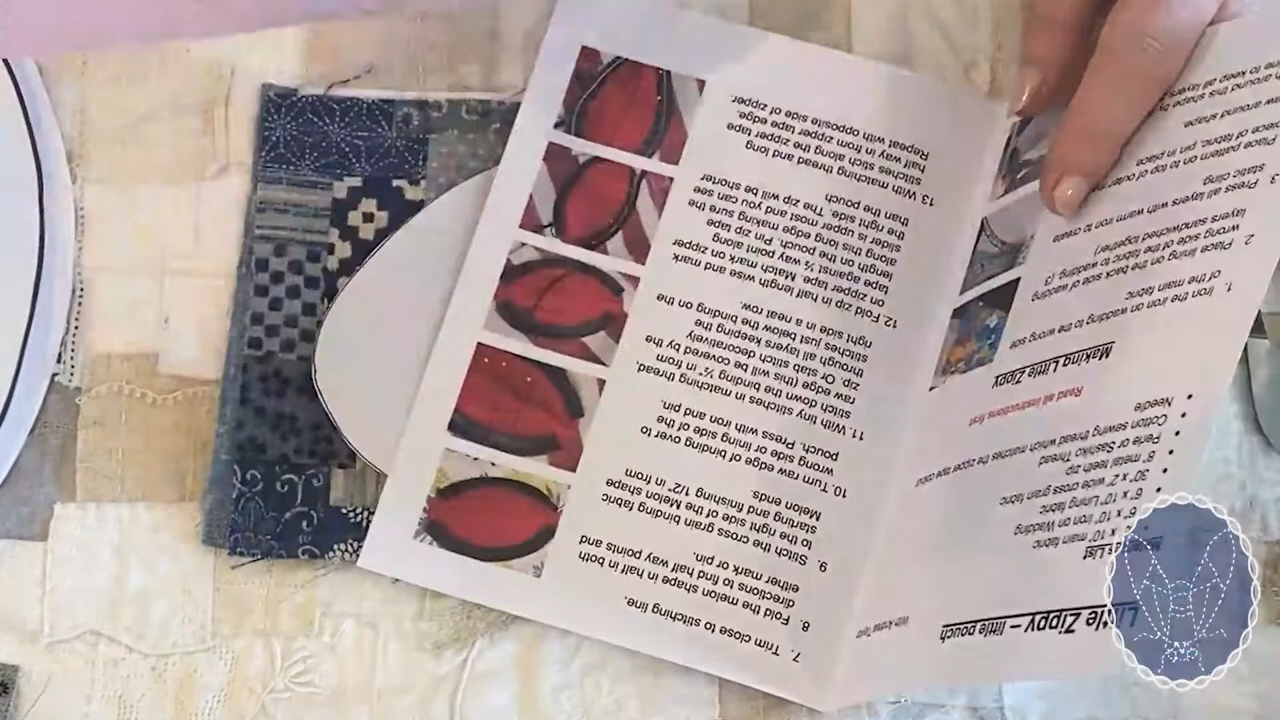 Little Zippy – little pouch
With
List
6" x 10" main fabric
6" x 10" Iron on Wadding
6" x 10" Lining fabric
30" x 2" wide cross grain fabric
8" metal teeth zip
Perle or Sashiko Thread
Cotton sewing thread which matches the zipper tape colour
Needle
Read all instructions first
Making Little Zippy
1. Iron the iron on wadding to the wrong side
of the main fabric
2. Place lining on the back side of wadding
wrong side of the fabric to wadding (3
layers sandwiched together)
3. Press all layers with warm iron to create
static cling
Place pattern on to top of outer
piece of fabric, pin in place
around shape.
around this shape by
to keep all layers
7. Trim close to stitching line.
8. Fold the melon shape in half in both
directions to find half way points and
either mark or pin.
9. Stitch the cross grain binding fabric
to the right side of the Melon shape
starting and finishing 1/2" in from
Melon ends.
10. Turn raw edge of binding over to
wrong side or lining side of the
pouch. Press with iron and pin.
11. With tiny stitches in matching thread,
stitch down the binding ½" in from
raw edge (this will be covered by the
zip. Or stab stitch decoratively
through all layers keeping the
stitches just below the binding on the
right side in a neat row.
12. Fold zip in half length wise and mark
on zipper tape. Match mark on zipper
tape against ½ way point along
length on the pouch. Pin zip tape
along this long edge making sure the
slider is upper most and you can see
the right side. The zip will be shorter
than the pouch
13. With matching thread and long
stitches stich along the zipper tape
Half way in from zipper tape edge.
Repeat with opposite side of zipper.